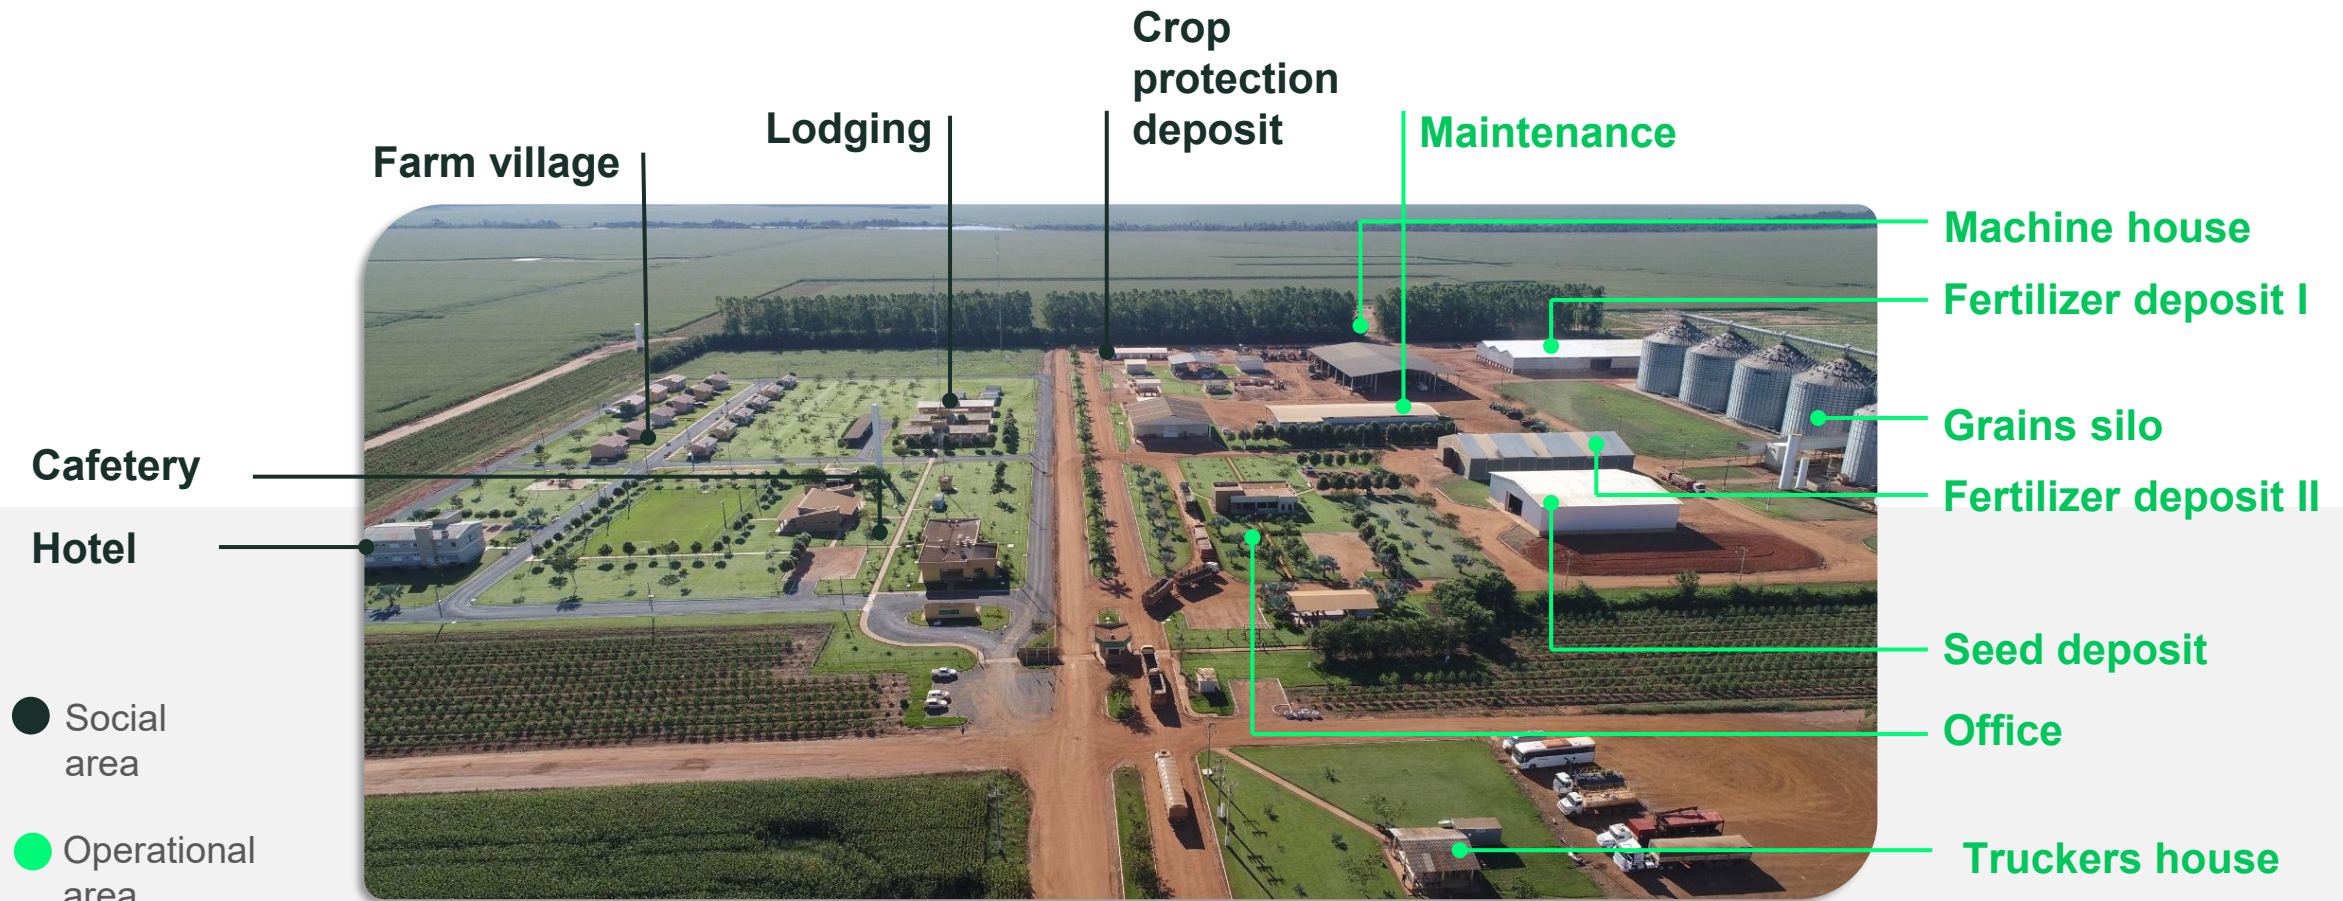 Crop
protection
deposit
Lodging
Maintenance
Farm village
Machine house
Fertilizer deposit I
Grains silo
Cafetery
Fertilizer deposit II
Hotel
Seed deposit
Social
area
Office
Operational
area
Truckers house